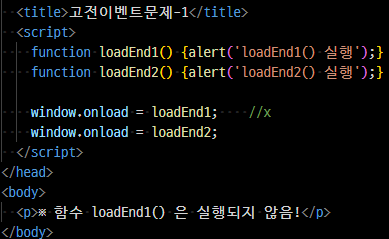 <title>고전이벤트문제-1</title>
<script>
function loadEnd1() {alert('loadEnd1() 실행');}
function loadEnd2() {alert('loadEnd2() 실행');}
window.onload = loadEnd1;    //x
window.onload = loadEnd2;
</script>
</head>
<body>
<p>※ 함수 loadEnd1() 은 실행되지 않음!</p>
</body>